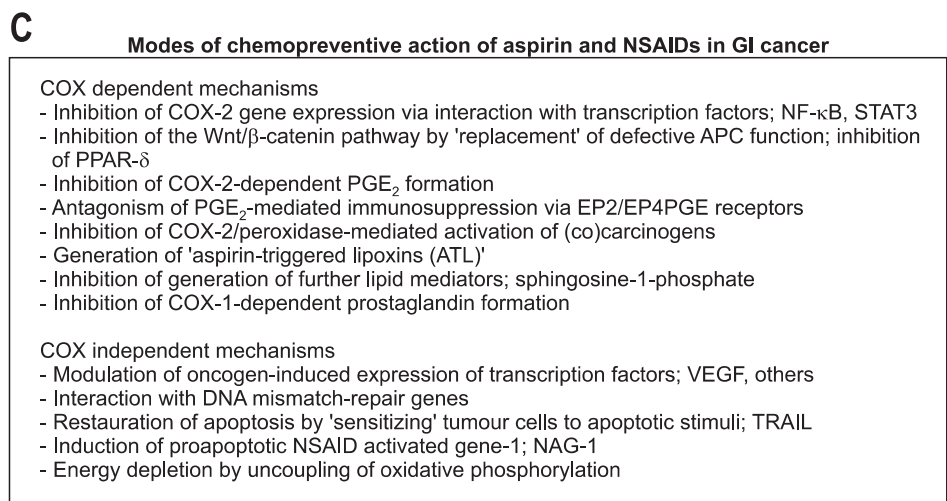 C
Modes of chemopreventive action of aspirin and NSAIDs in GI cancer
COX dependent mechanisms
- Inhibition of COX-2 gene expression via interaction with transcription factors; NF-κB, STAT3
- Inhibition of the Wnt/β-catenin pathway by 'replacement' of defective APC function; inhibition
of PPAR-δ
- Inhibition of COX-2-dependent PGE₂ formation
- Antagonism of PGE₂-mediated immunosuppression via EP2/EP4PGE receptors
- Inhibition of COX-2/peroxidase-mediated activation of (co)carcinogens
- Generation of 'aspirin-triggered lipoxins (ATL)'
- Inhibition of generation of further lipid mediators; sphingosine-1-phosphate
- Inhibition of COX-1-dependent prostaglandin formation
COX independent mechanisms
- Modulation of oncogen-induced expression of transcription factors; VEGF, others
- Interaction with DNA mismatch-repair genes
- Restauration of apoptosis by 'sensitizing' tumour cells to apoptotic stimuli; TRAIL
- Induction of proapoptotic NSAID activated gene-1; NAG-1
- Energy depletion by uncoupling of oxidative phosphorylation